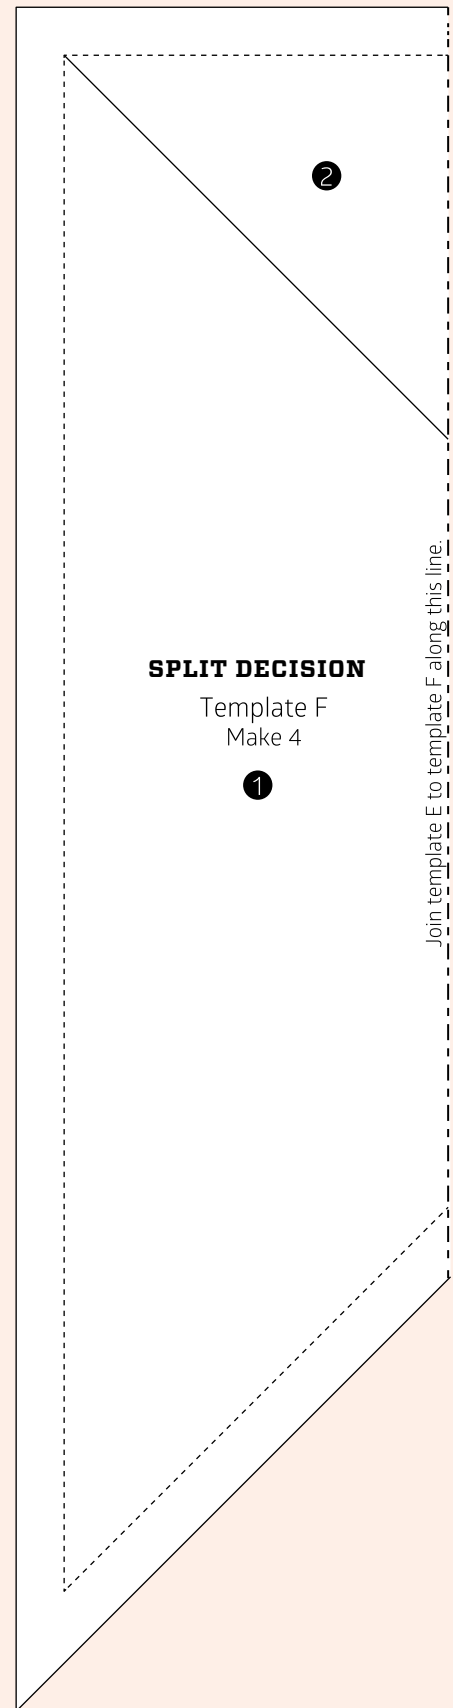 2
SPLIT DECISION
Template F
Make 4
1
Join template E to template F along this line.